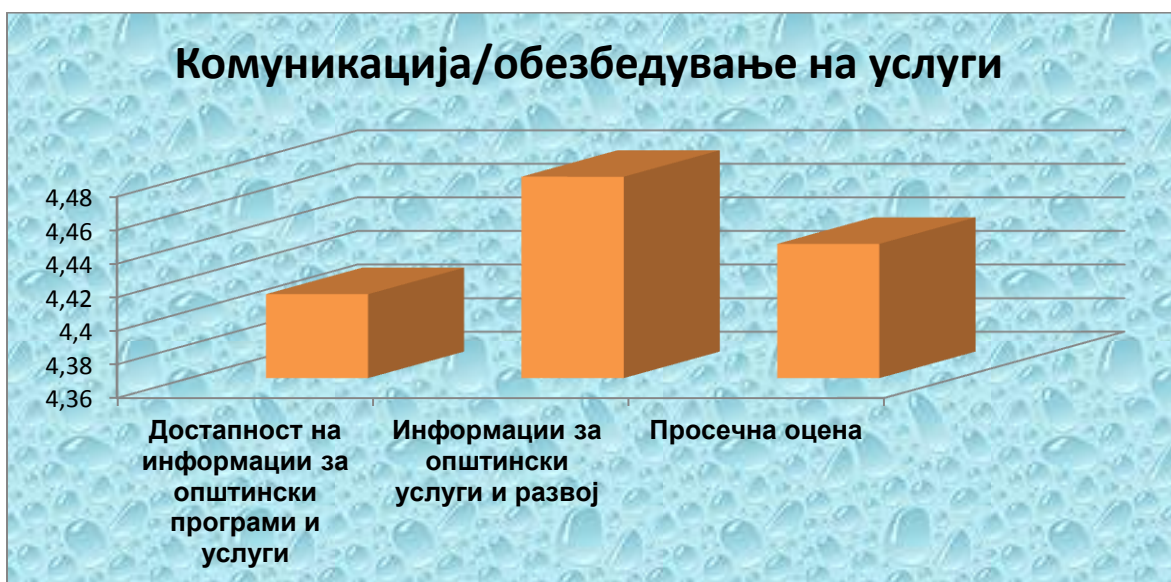 Комуникација/обезбедување на услуги
4,48
4,46
4,44
4,42
4,4
4,38
4,36
Достапност на
информации за
општински
програми и
услуги
Информации за
општински
услуги и развој
Просечна оцена